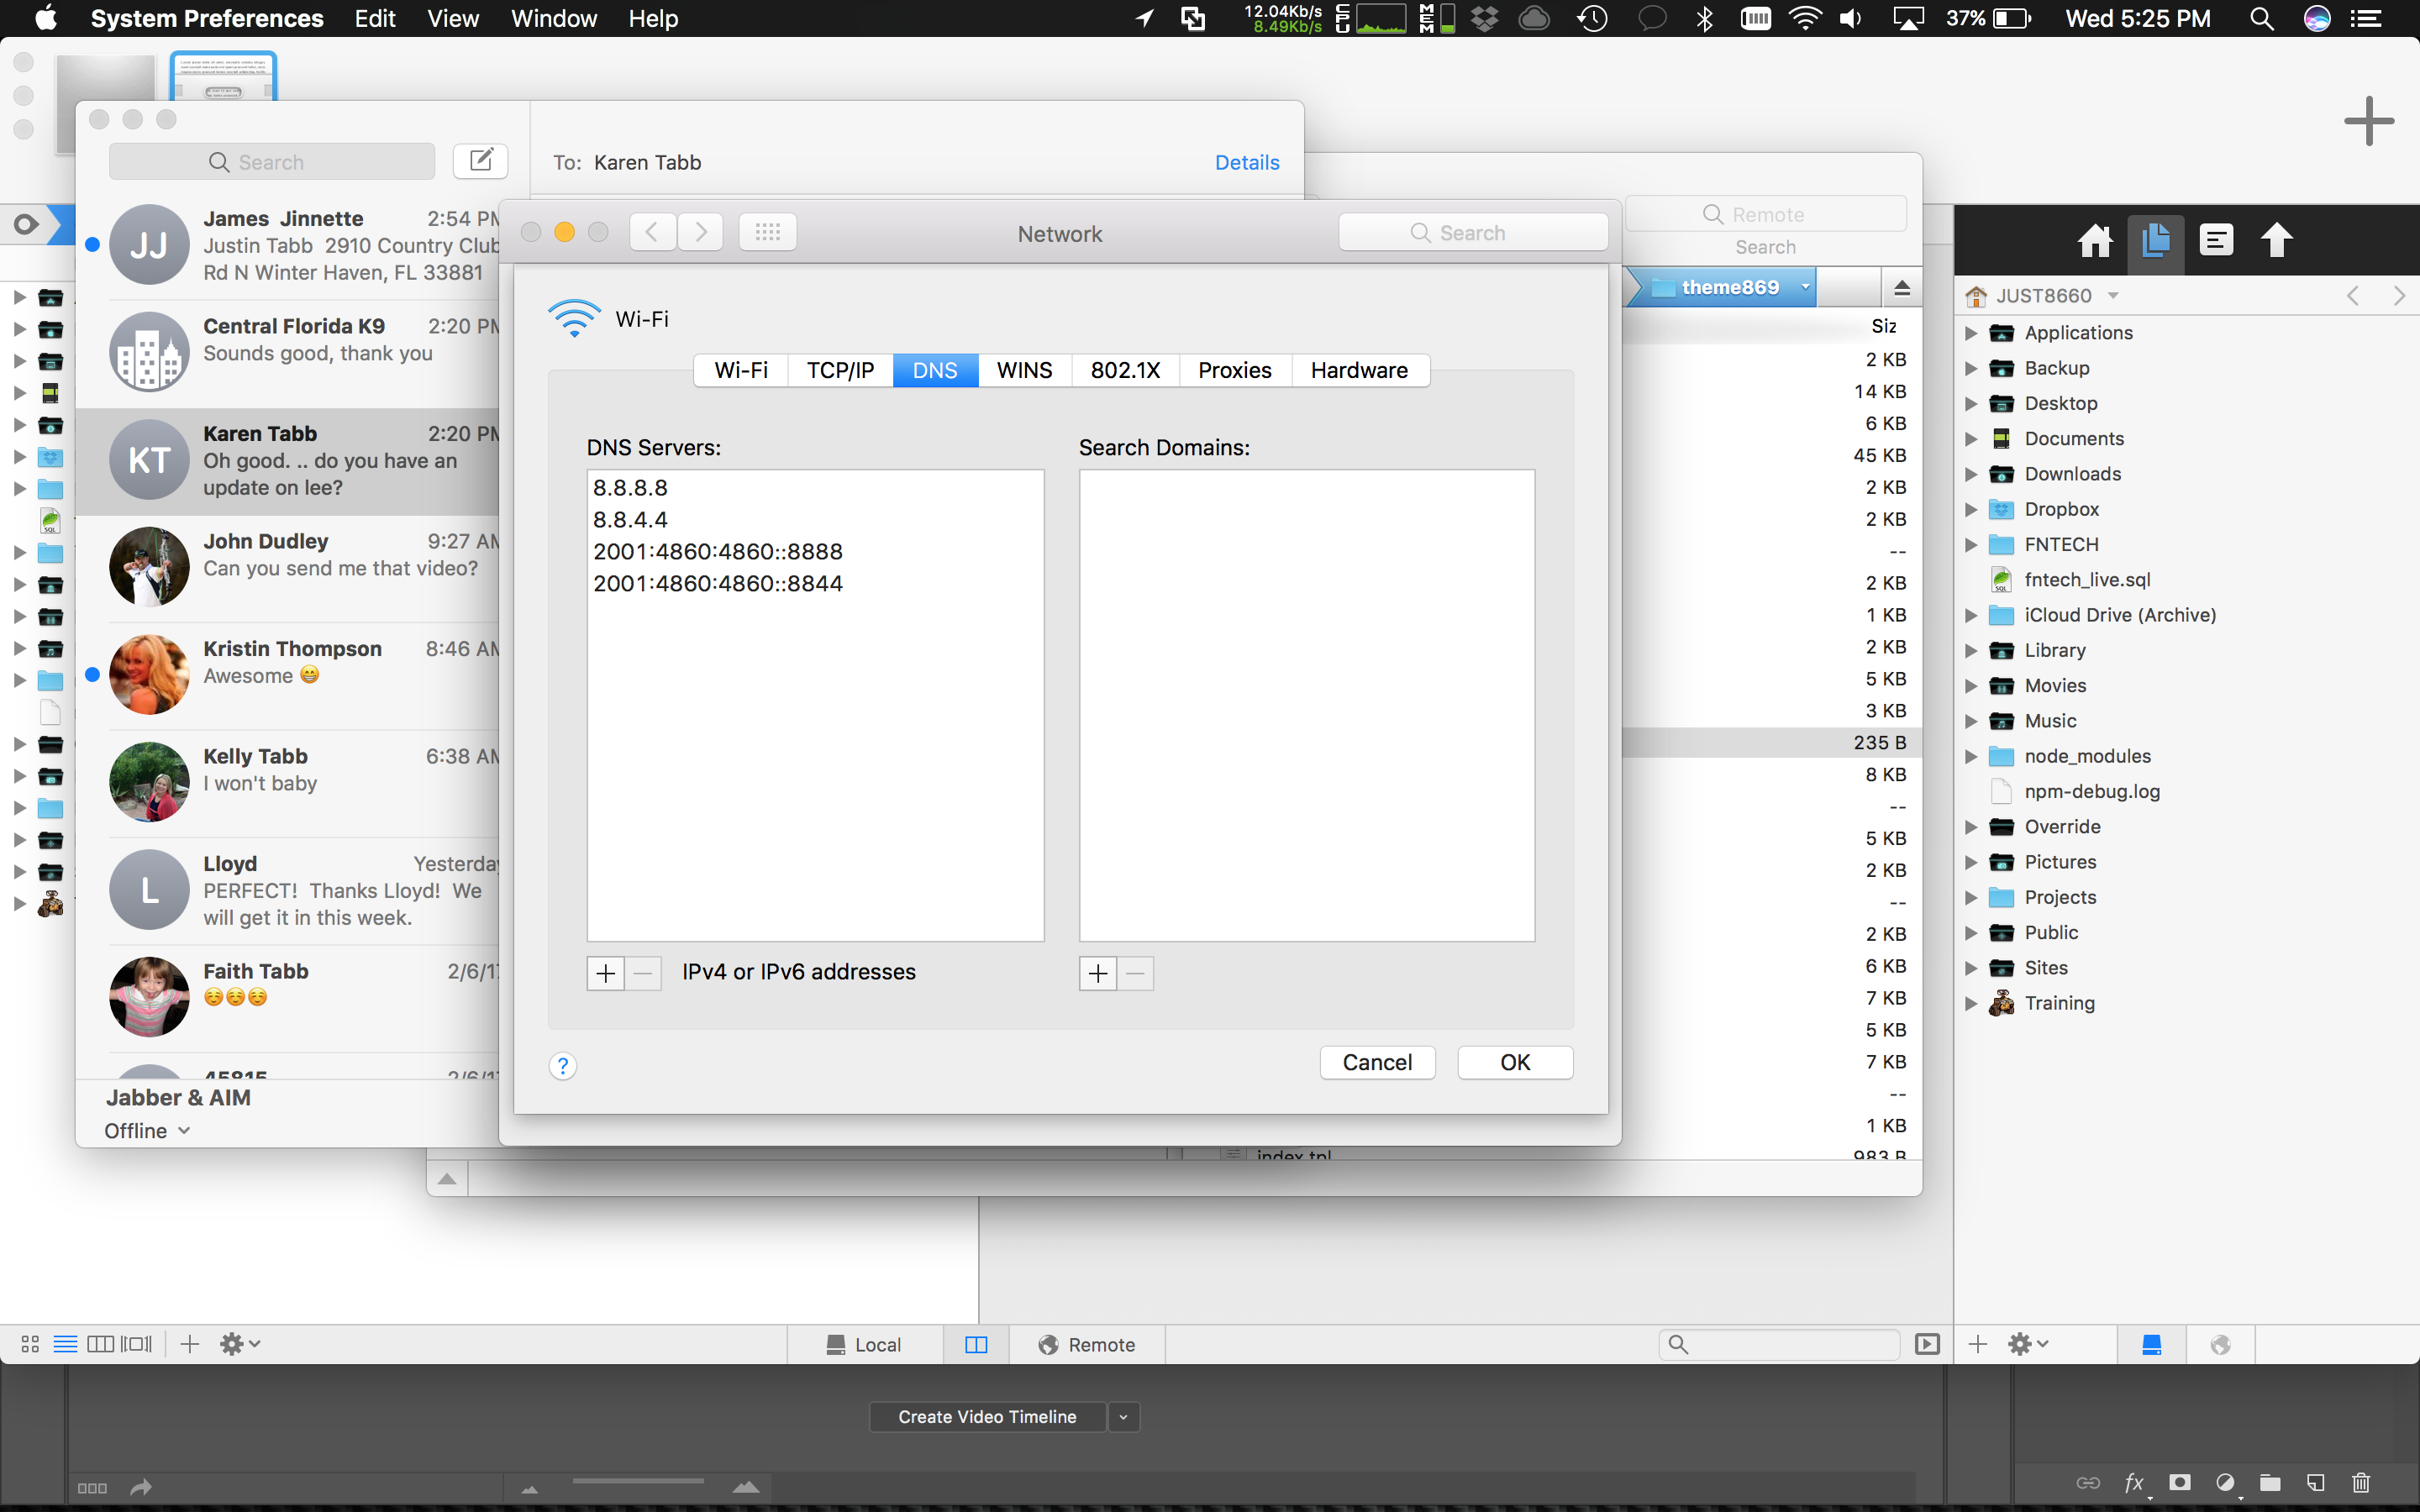 System Preferences Edit View Window Help
12.04Kb/s
8.49Kb/s
CPU
MEM
37%
Wed 5:25 PM
Search
To: Karen Tabb
Details
James Jinnette 2:54 PM
Justin Tabb 2910 Country Club
Rd N Winter Haven, FL 33881
JJ
Central Florida K9 2:20 PM
Sounds good, thank you
Karen Tabb 2:20 PM
Oh good. .. do you have an
update on lee?
KT
John Dudley 9:27 AM
Can you send me that video?
Kristin Thompson 8:46 AM
Awesome 😁
Kelly Tabb 6:38 AM
I won't baby
Lloyd Yesterday
PERFECT! Thanks Lloyd! We
will get it in this week.
L
Faith Tabb 2/6/17
☺️☺️☺️
45815 2/6/17
Jabber & AIM
Offline
Network
Search
Wi-Fi
Wi-Fi TCP/IP DNS WINS 802.1X Proxies Hardware
DNS Servers:
8.8.8.8
8.8.4.4
2001:4860:4860::8888
2001:4860:4860::8844
+ −
IPv4 or IPv6 addresses
Search Domains:
+ −
?
Cancel
OK
Remote
Search
theme869
Siz
2 KB
14 KB
6 KB
45 KB
2 KB
2 KB
--
2 KB
1 KB
2 KB
5 KB
3 KB
235 B
8 KB
--
5 KB
2 KB
--
2 KB
6 KB
7 KB
5 KB
7 KB
--
1 KB
index.tpl 983 B
JUST8660
Applications
Backup
Desktop
Documents
Downloads
Dropbox
FNTECH
fntech_live.sql
iCloud Drive (Archive)
Library
Movies
Music
node_modules
npm-debug.log
Override
Pictures
Projects
Public
Sites
Training
Local
Remote
Create Video Timeline
fx